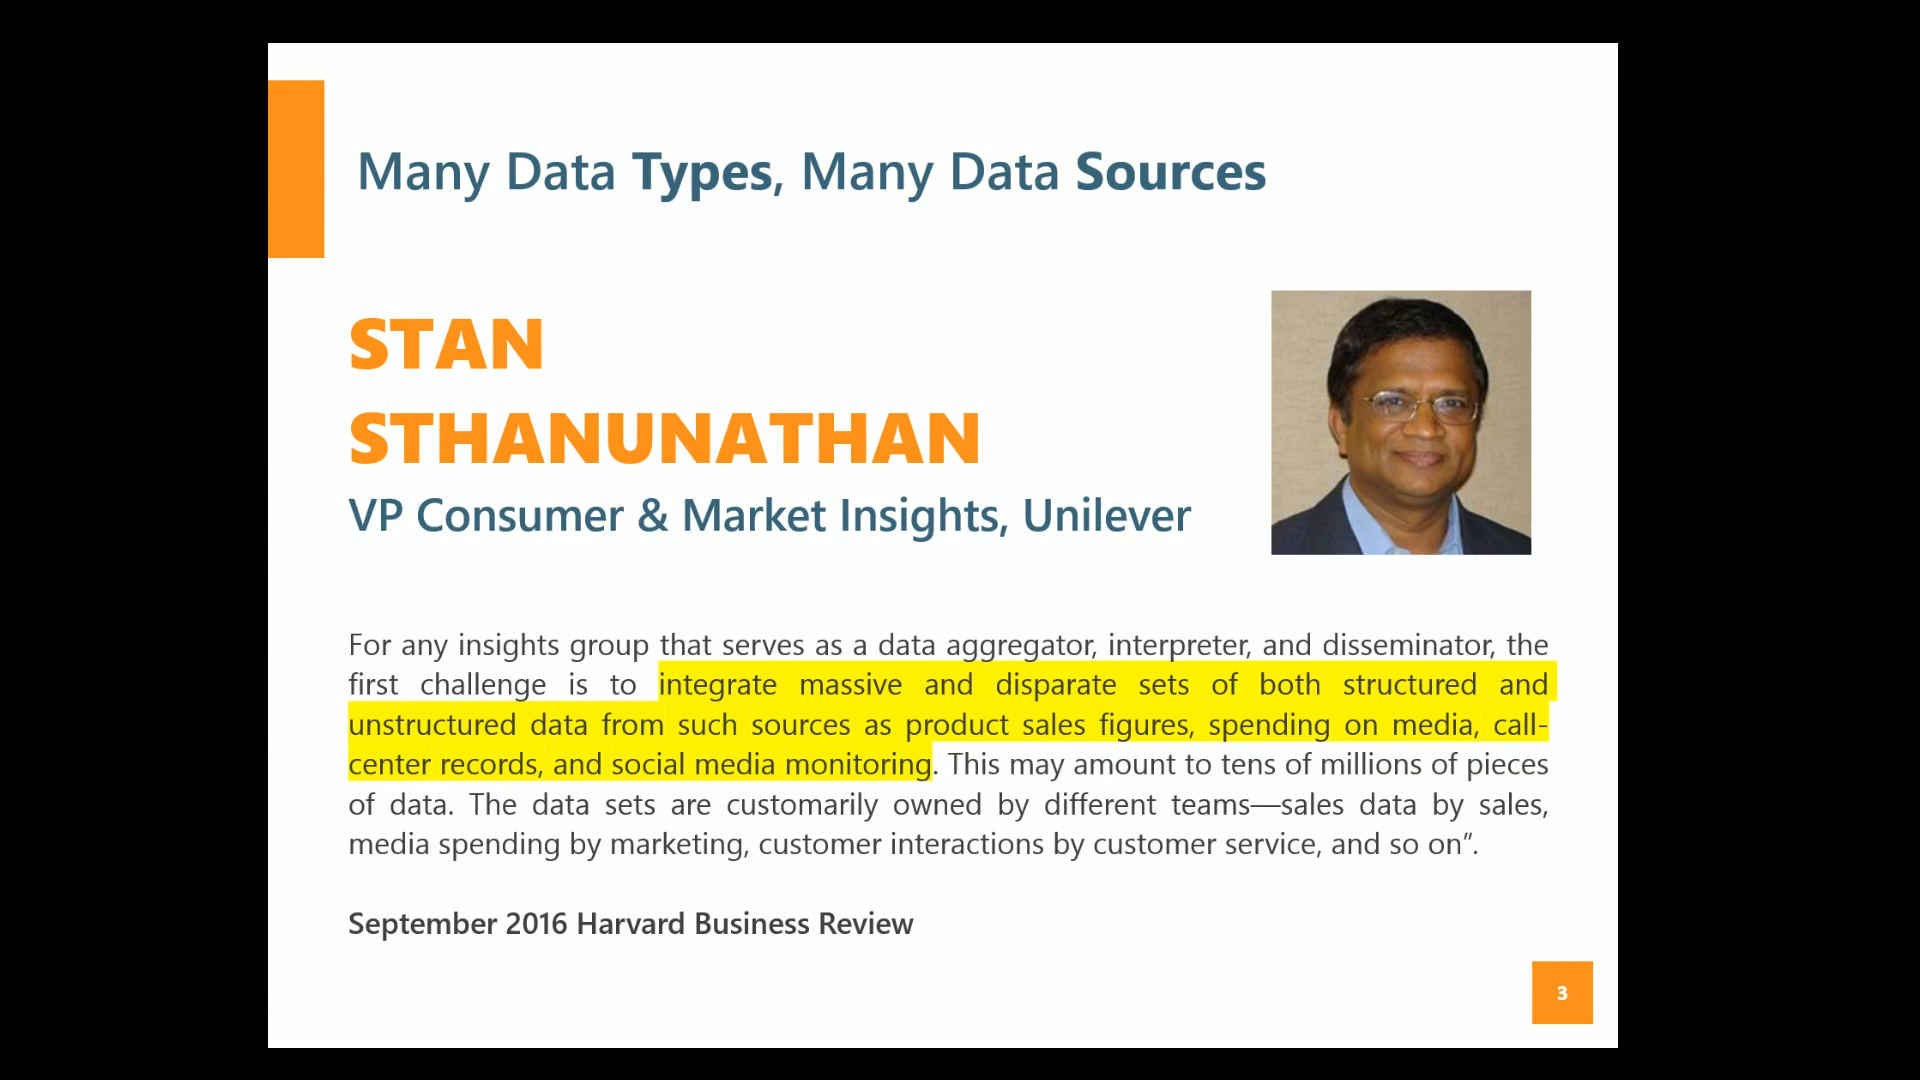 Many Data Types, Many Data Sources
STAN
STHANUNATHAN
VP Consumer & Market Insights, Unilever
For any insights group that serves as a data aggregator, interpreter, and disseminator, the
first challenge is to integrate massive and disparate sets of both structured and
unstructured data from such sources as product sales figures, spending on media, call-
center records, and social media monitoring. This may amount to tens of millions of pieces
of data. The data sets are customarily owned by different teams—sales data by sales,
media spending by marketing, customer interactions by customer service, and so on”.
September 2016 Harvard Business Review
3